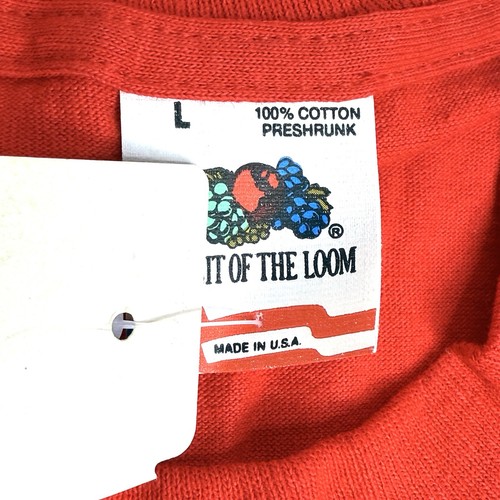 L
100% COTTON
PRESHRUNK
®
IT OF THE LOOM
MADE IN U.S.A.